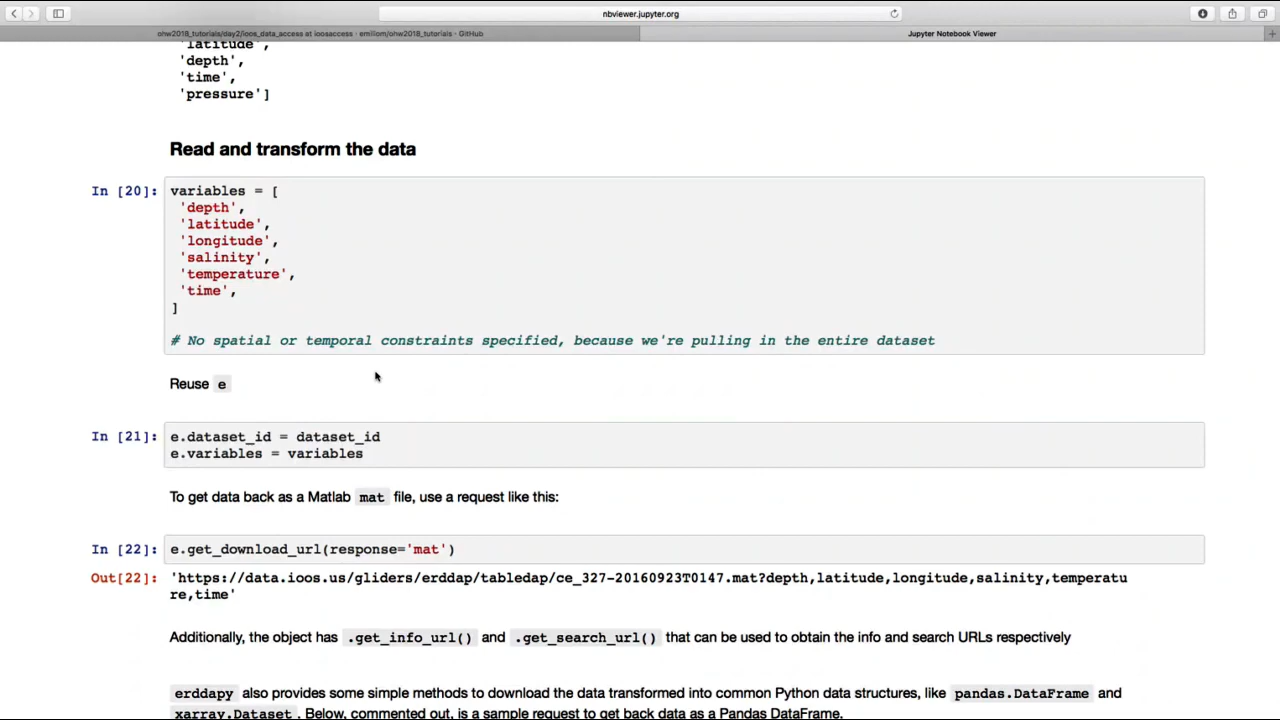 nbviewer.jupyter.org
ohw2018_tutorials/day2/ioos_data_access at ioosaccess · emiliom/ohw2018_tutorials · GitHub
Jupyter Notebook Viewer
'latitude',
'depth',
'time',
'pressure']
Read and transform the data
In [20]:
variables = [
'depth',
'latitude',
'longitude',
'salinity',
'temperature',
'time',
]
# No spatial or temporal constraints specified, because we're pulling in the entire dataset
Reuse e
In [21]:
e.dataset_id = dataset_id
e.variables = variables
To get data back as a Matlab mat file, use a request like this:
In [22]:
e.get_download_url(response='mat')
Out[22]:
'https://data.ioos.us/gliders/erddap/tabledap/ce_327-20160923T0147.mat?depth,latitude,longitude,salinity,temperatu
re,time'
Additionally, the object has .get_info_url() and .get_search_url() that can be used to obtain the info and search URLs respectively
erddapy also provides some simple methods to download the data transformed into common Python data structures, like pandas.DataFrame and
xarray.Dataset. Below, commented out, is a sample request to get back data as a Pandas DataFrame.